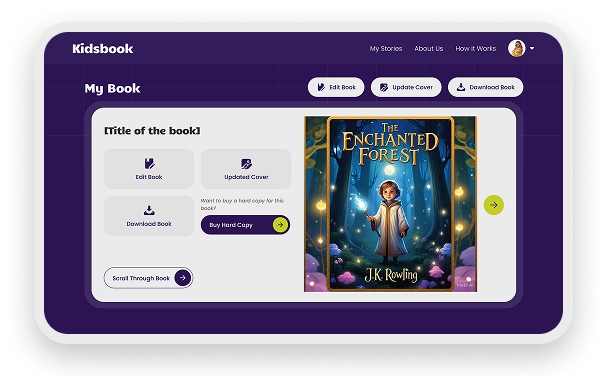 Kidsbook
My Stories
About Us
How it Works
My Book
Edit Book
Update Cover
Download Book
[Title of the book]
Edit Book
Updated Cover
Download Book
Want to buy a hard copy for this
book?
Buy Hard Copy
Scroll Through Book
THE
ENCHANTED
FOREST
J.K Rowling
Meta AI